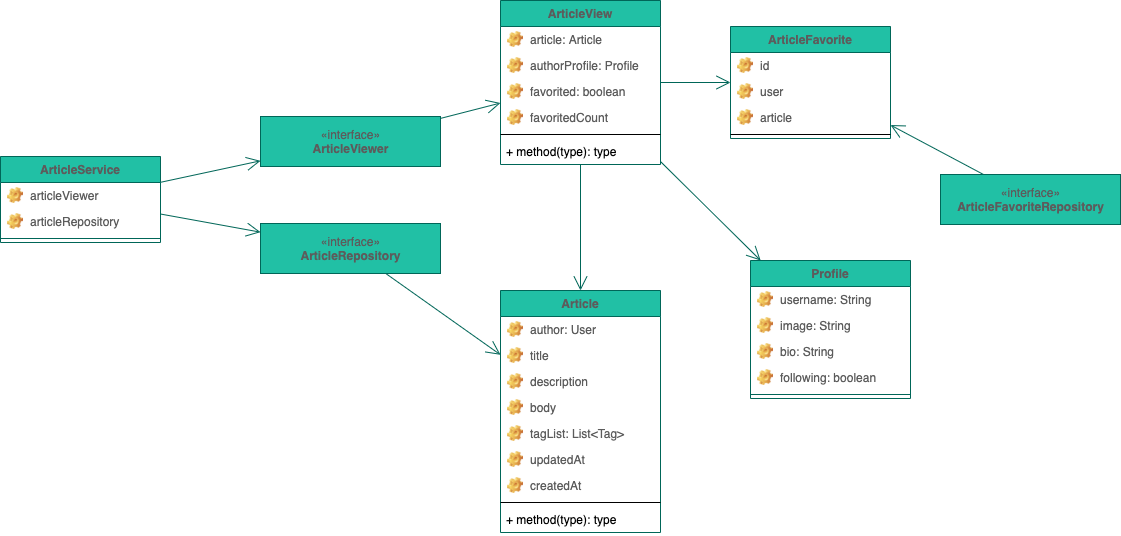 ArticleView
article: Article
authorProfile: Profile
favorited: boolean
favoritedCount
+ method(type): type
ArticleFavorite
id
user
article
«interface»
ArticleViewer
ArticleService
articleViewer
articleRepository
«interface»
ArticleFavoriteRepository
«interface»
ArticleRepository
Profile
username: String
image: String
bio: String
following: boolean
Article
author: User
title
description
body
tagList: List<Tag>
updatedAt
createdAt
+ method(type): type